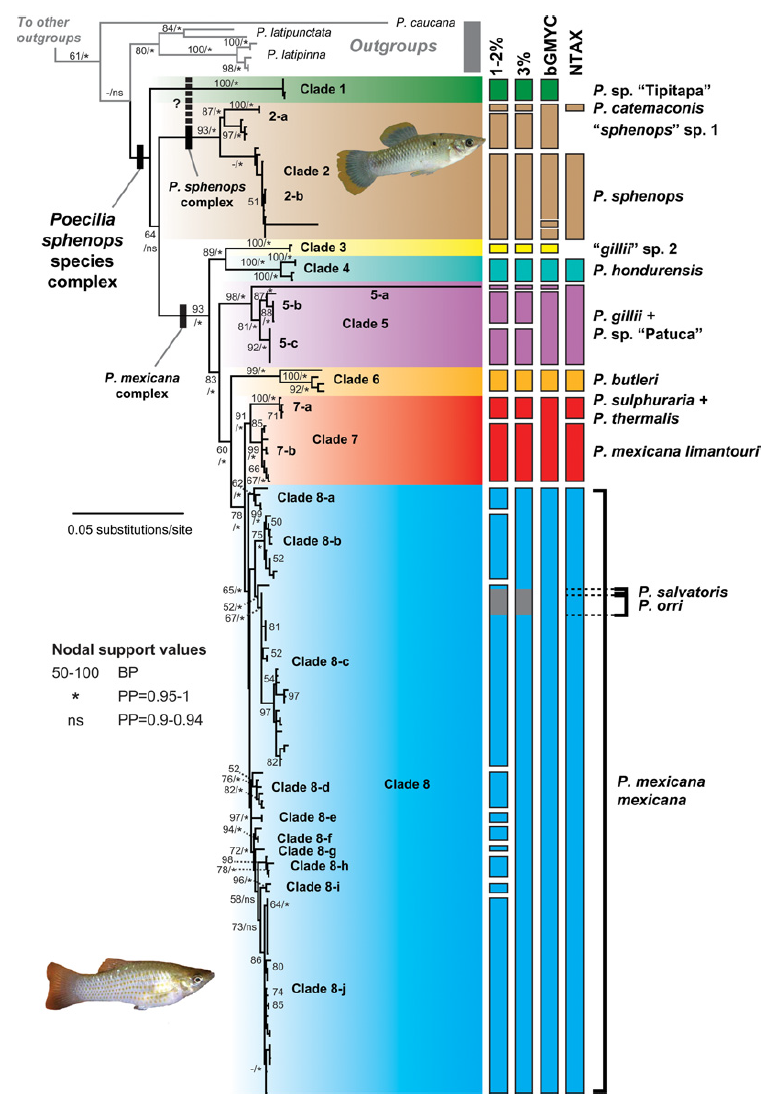 To other
outgroups
P. caucana
84/*
P. latipunctata
80/*
100/*
P. latipinna
100/*
61/*
98/*
Outgroups
1-2%
3%
bGMYC
NTAX
-/ns
100/*
Clade 1
P. sp. “Tipitapa”
?
87/*
100/*
2-a
P. catemaconis
93/*
97/*
“sphenops” sp. 1
-/*
Clade 2
P. sphenops
complex
51
2-b
P. sphenops
Poecilia
sphenops
species
complex
64
/ns
89/*
100/*
Clade 3
“gillii” sp. 2
100/*
Clade 4
100/*
P. hondurensis
98/*
87
/*
5-a
5-b
88
/*
Clade 5
P. gillii +
P. sp. “Patuca”
93
/*
81/*
92/*
5-c
P. mexicana
complex
83
/*
99/*
100/*
Clade 6
92/*
P. butleri
100/*
7-a
71
P. sulphuraria +
P. thermalis
91
/*
85
Clade 7
60
/*
99
/*
7-b
P. mexicana limantouri
66
67/*
62
/*
Clade 8-a
0.05 substitutions/site
78
/*
99
/*
50
75
*
Clade 8-b
52
65/*
52/*
67/*
P. salvatoris
P. orri
81
Nodal support values
50-100 BP
* PP=0.95-1
ns PP=0.9-0.94
52
Clade 8-c
54
97
97
82
52
76/*
82/*
Clade 8-d
Clade 8
P. mexicana
mexicana
97/*
Clade 8-e
94/*
Clade 8-f
72/*
Clade 8-g
98
78/*
Clade 8-h
96/*
Clade 8-i
58/ns
64/*
73/ns
86
80
Clade 8-j
74
85
-/*